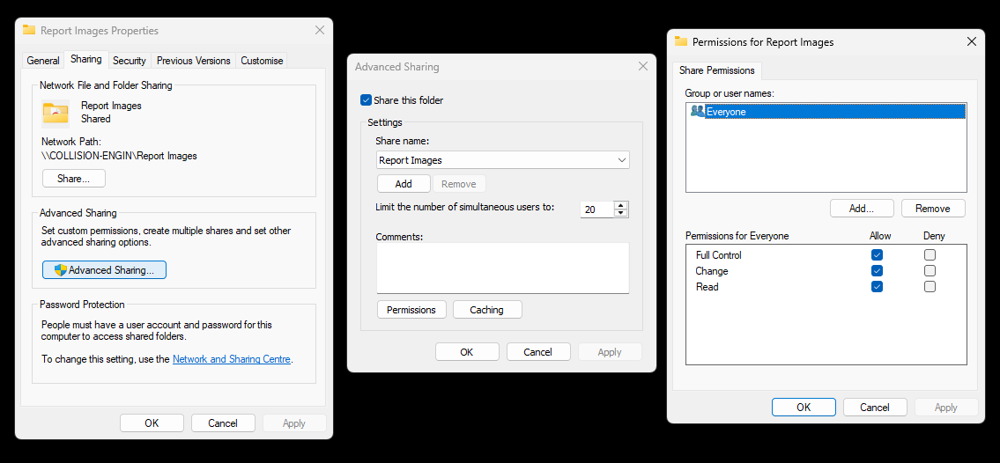 Report Images Properties
General
Sharing
Security
Previous Versions
Customise
Network File and Folder Sharing
Report Images
Shared
Network Path:
\\COLLISION-ENGIN\Report Images
Share...
Advanced Sharing
Set custom permissions, create multiple shares and set other
advanced sharing options.
Advanced Sharing...
Password Protection
People must have a user account and password for this
computer to access shared folders.
To change this setting, use the Network and Sharing Centre.
OK
Cancel
Apply
Advanced Sharing
Share this folder
Settings
Share name:
Report Images
Add
Remove
Limit the number of simultaneous users to:
20
Comments:
Permissions
Caching
OK
Cancel
Apply
Permissions for Report Images
Share Permissions
Group or user names:
Everyone
Add...
Remove
Permissions for Everyone
Allow
Deny
Full Control
Change
Read
OK
Cancel
Apply